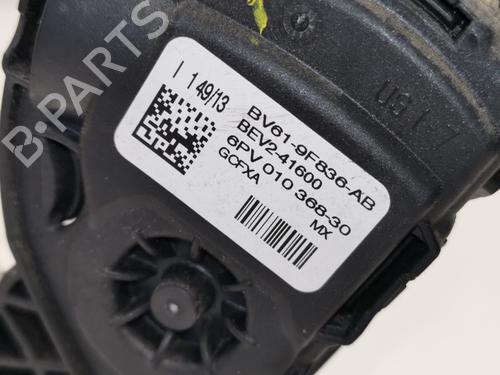 I 149/13
BV61-9F836-AB
BEV2-41600
6PV 010 368-30
GCFXA
MX
B-PARTS